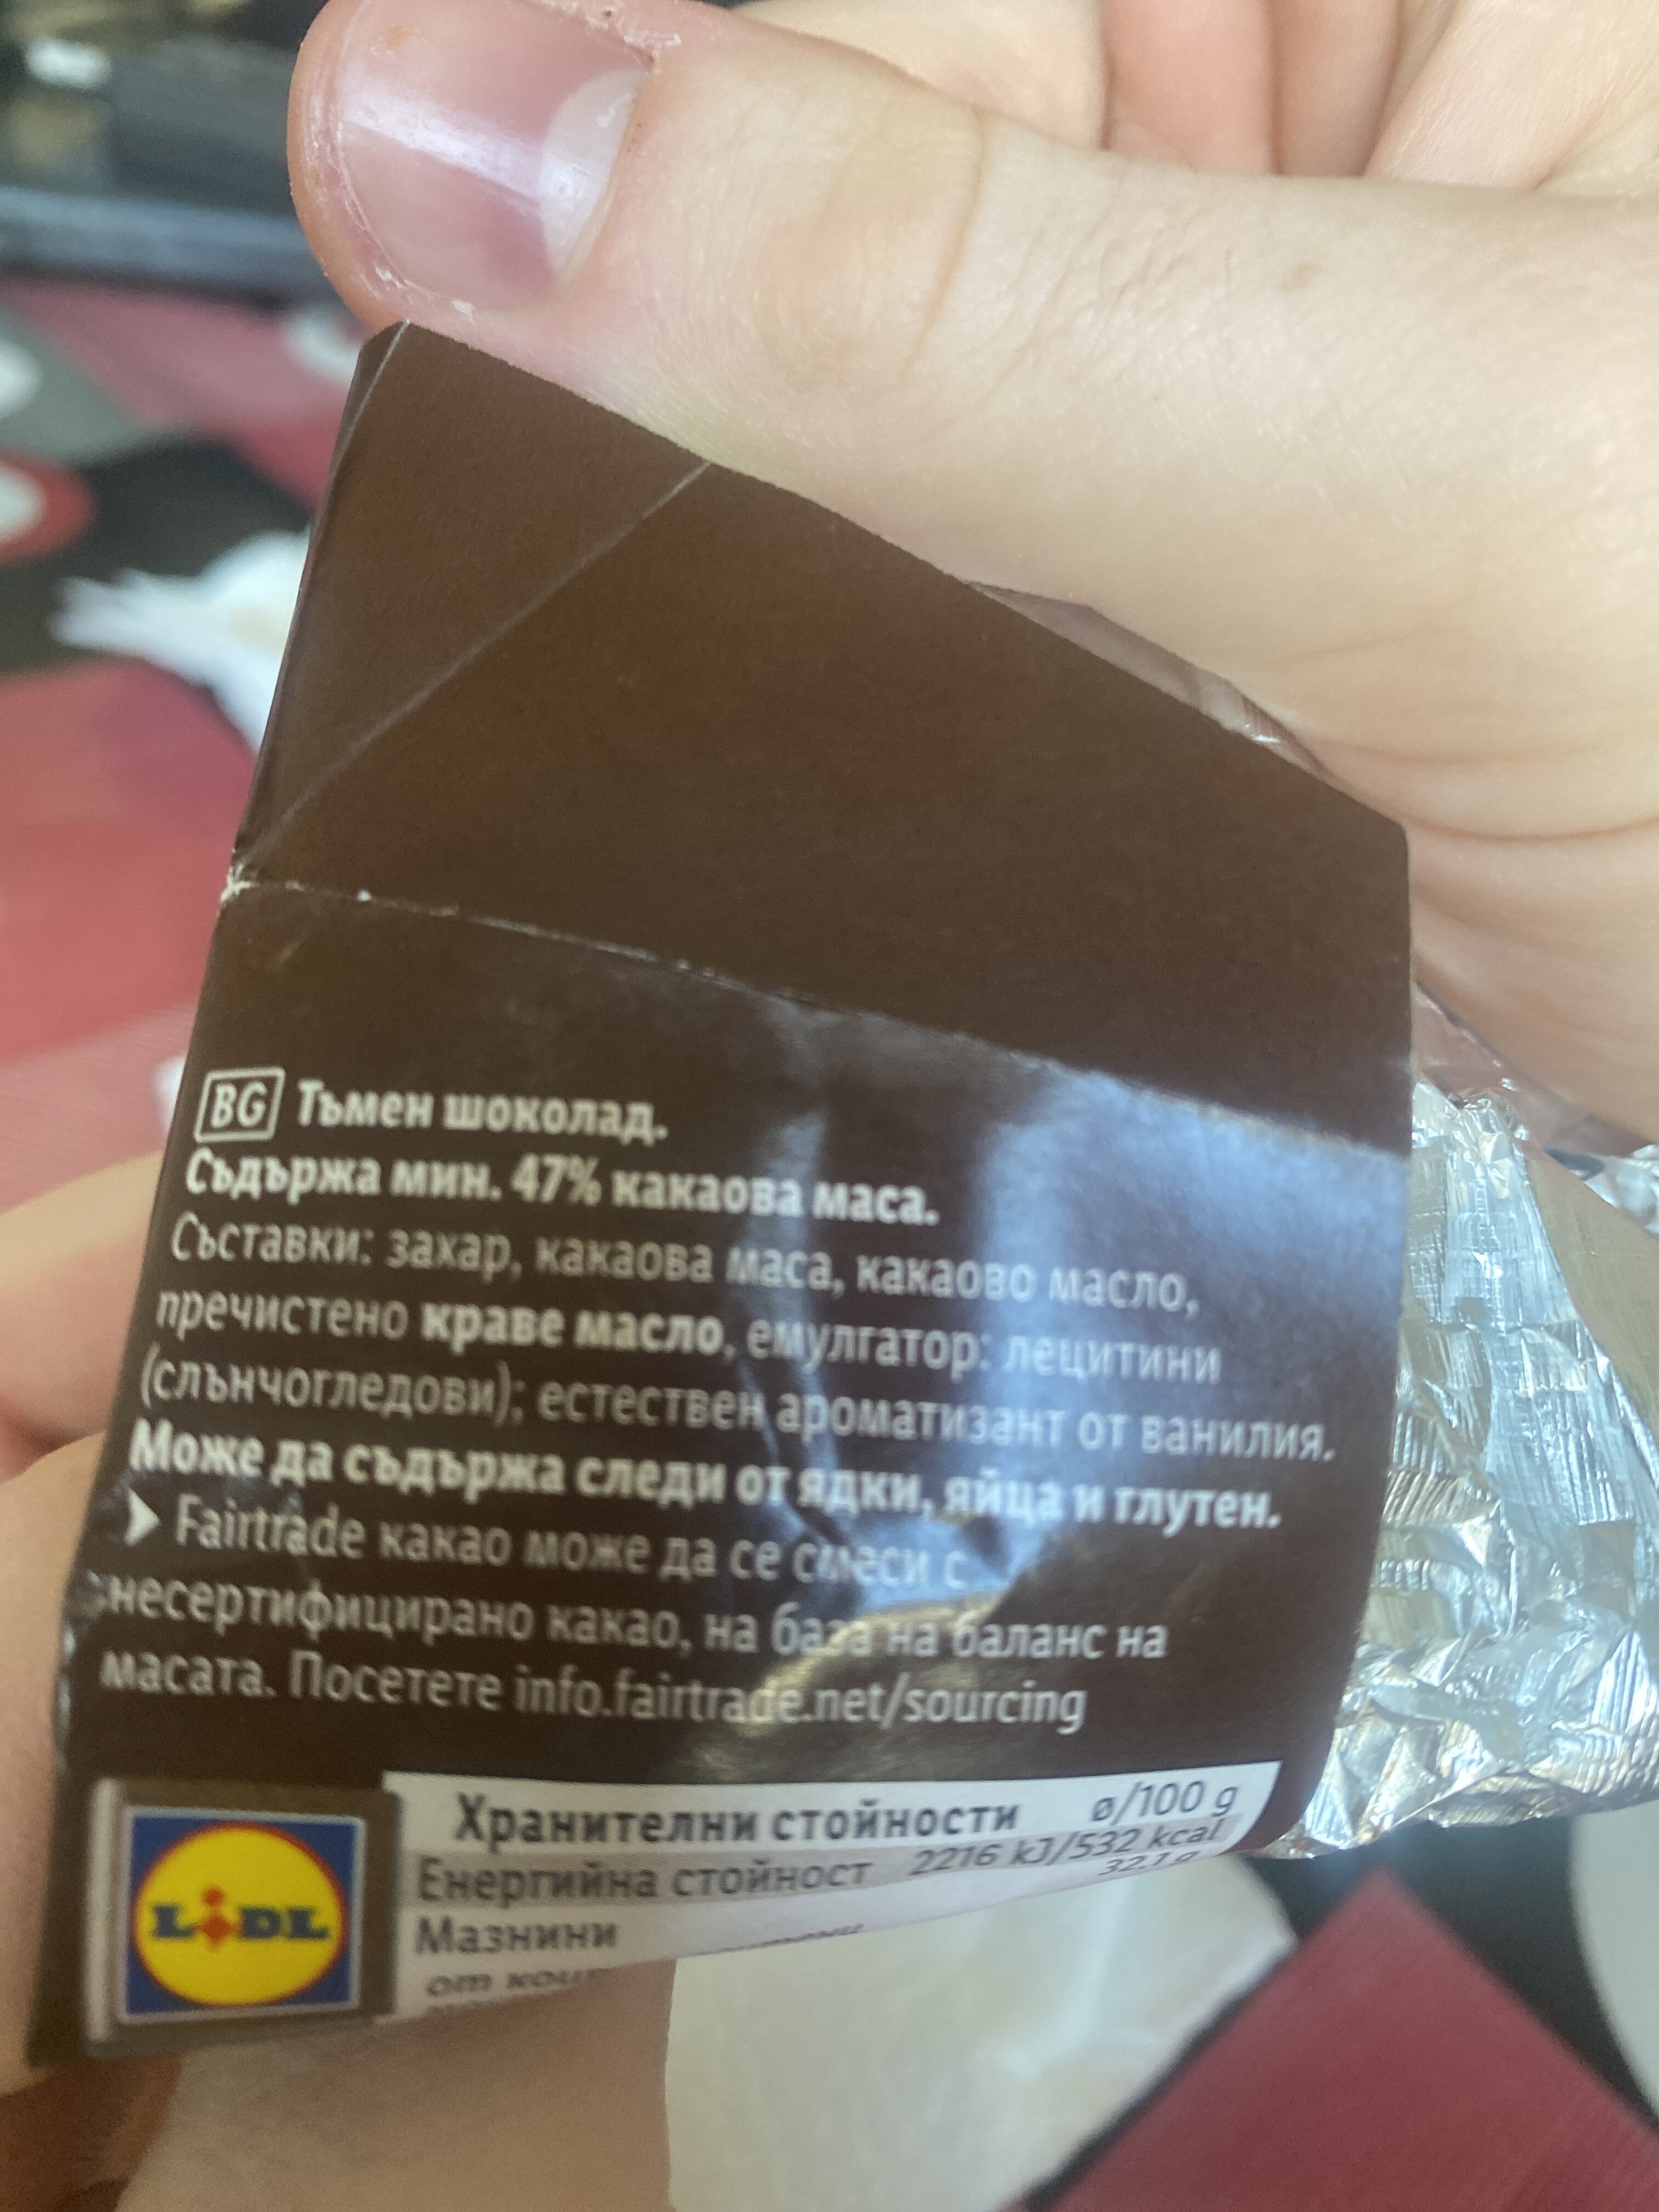 BG Тъмен шоколад.
Съдържа мин. 47% какаова маса.
Съставки: захар, какаова маса, какаово масло,
пречистено краве масло, емулгатор: лецитини
(слънчогледови); естествен ароматизант от ванилия.
Може да съдържа следи от ядки, яйца и глутен.
Fairtrade какао може да се смеси с
несертифицирано какао, на база на баланс на
масата. Посетете info.fairtrade.net/sourcing
Хранителни стойности ø/100 g
Енергийна стойност 2216 kJ/532 kcal
Мазнини 32,1 g
от
LIDL